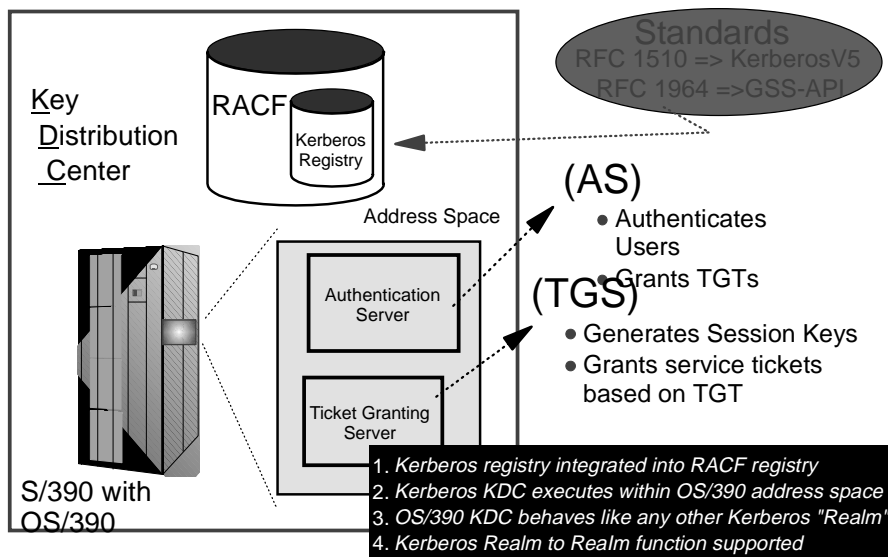 Standards
RFC 1510 => KerberosV5
RFC 1964 =>GSS-API
Key
Distribution
Center
RACF
Kerberos
Registry
Address Space
Authentication
Server
Ticket Granting
Server
(AS)
• Authenticates
Users
• Grants TGTs
(TGS)
• Generates Session Keys
• Grants service tickets
based on TGT
S/390 with
OS/390
1. Kerberos registry integrated into RACF registry
2. Kerberos KDC executes within OS/390 address space
3. OS/390 KDC behaves like any other Kerberos "Realm"
4. Kerberos Realm to Realm function supported